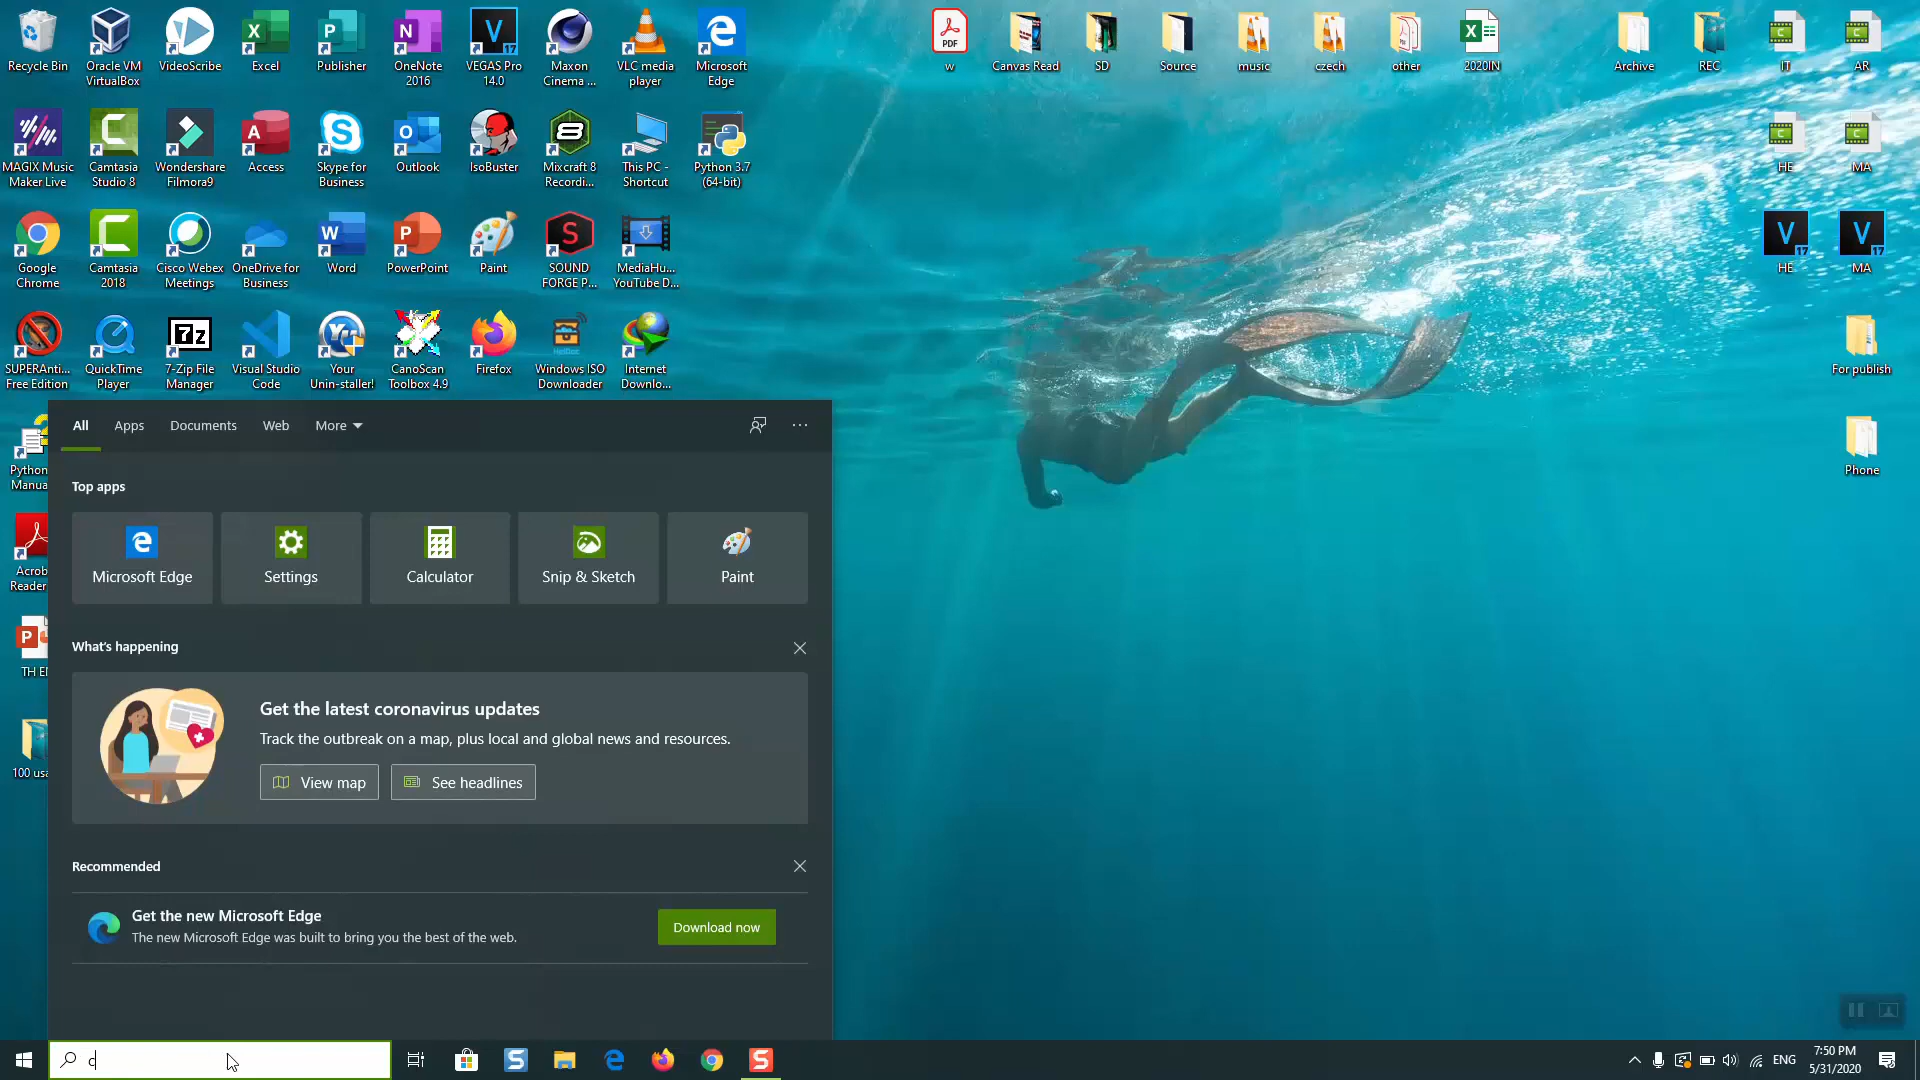 Recycle Bin
Oracle VM
VirtualBox
VideoScribe
Excel
Publisher
OneNote
2016
VEGAS Pro
14.0
Maxon
Cinema ...
VLC media
player
Microsoft
Edge
w
Canvas Read
SD
Source
music
czech
other
2020IN
Archive
REC
IT
AR
MAGIX Music
Maker Live
Camtasia
Studio 8
Wondershare
Filmora9
Access
Skype for
Business
Outlook
IsoBuster
Mixcraft 8
Recordi...
This PC -
Shortcut
Python 3.7
(64-bit)
HE
MA
Google
Chrome
Camtasia
2018
Cisco Webex
Meetings
OneDrive for
Business
Word
PowerPoint
Paint
SOUND
FORGE P...
MediaHu...
YouTube D...
HE
MA
SUPERAnti...
Free Edition
QuickTime
Player
7-Zip File
Manager
Visual Studio
Code
Your
Unin-staller!
CanoScan
Toolbox 4.9
Firefox
Windows ISO
Downloader
Internet
Downlo...
For publish
Phone
Python
Manua
Acrob
Reader
TH EN
100 usa
All
Apps
Documents
Web
More
Top apps
Microsoft Edge
Settings
Calculator
Snip & Sketch
Paint
What's happening
Get the latest coronavirus updates
Track the outbreak on a map, plus local and global news and resources.
View map
See headlines
Recommended
Get the new Microsoft Edge
The new Microsoft Edge was built to bring you the best of the web.
Download now
c
ENG
7:50 PM
5/31/2020